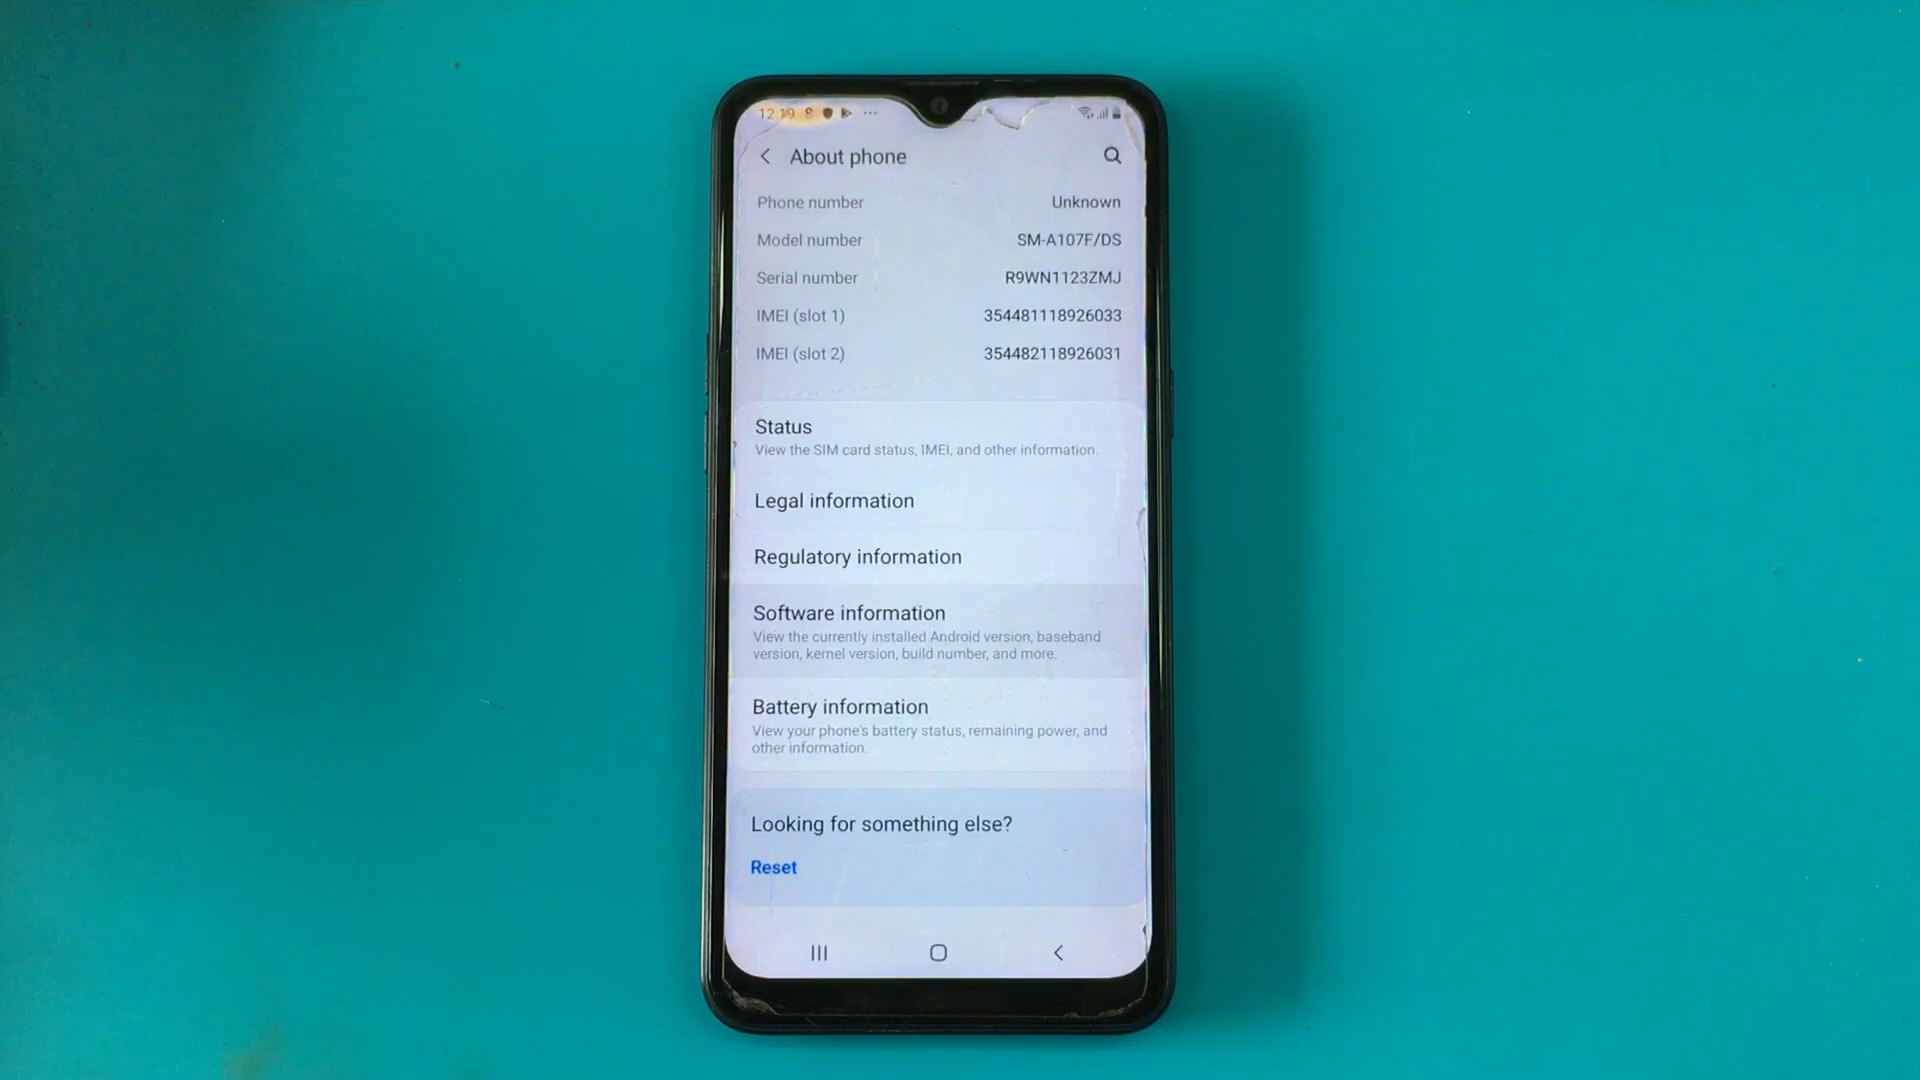 12:19
About phone
Phone number Unknown
Model number SM-A107F/DS
Serial number R9WN1123ZMJ
IMEI (slot 1) 354481118926033
IMEI (slot 2) 354482118926031
Status
View the SIM card status, IMEI, and other information.
Legal information
Regulatory information
Software information
View the currently installed Android version, baseband
version, kernel version, build number, and more.
Battery information
View your phone's battery status, remaining power, and
other information.
Looking for something else?
Reset